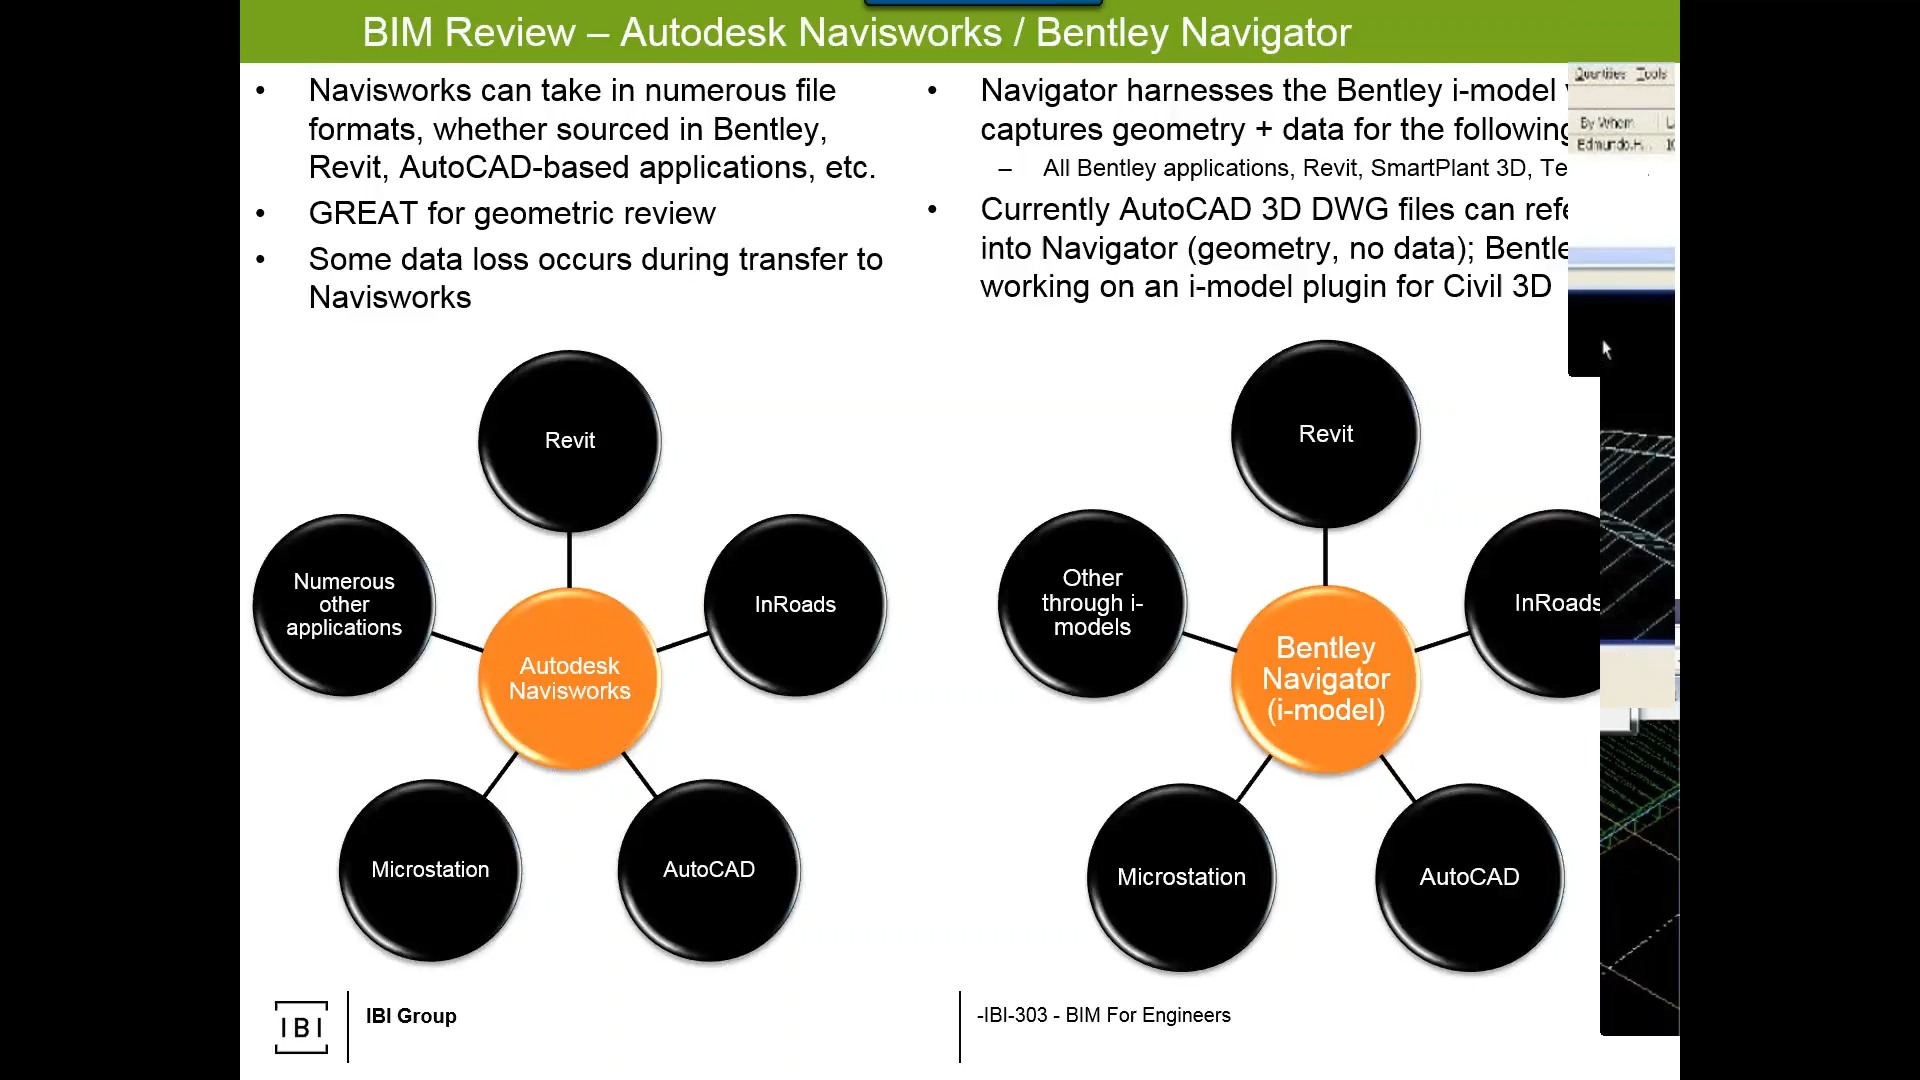 BIM Review – Autodesk Navisworks / Bentley Navigator
• Navisworks can take in numerous file
formats, whether sourced in Bentley,
Revit, AutoCAD-based applications, etc.
• GREAT for geometric review
• Some data loss occurs during transfer to
Navisworks
• Navigator harnesses the Bentley i-model
captures geometry + data for the following
– All Bentley applications, Revit, SmartPlant 3D,
• Currently AutoCAD 3D DWG files can
into Navigator (geometry, no data);
working on an i-model plugin for Civil 3D
Quantities Tools
By Whom
Edmundo.H...
Revit
Numerous
other
applications
InRoads
Autodesk
Navisworks
Microstation
AutoCAD
Revit
Other
through i-
models
InRoads
Bentley
Navigator
(i-model)
Microstation
AutoCAD
IBI
IBI Group
-IBI-303 - BIM For Engineers